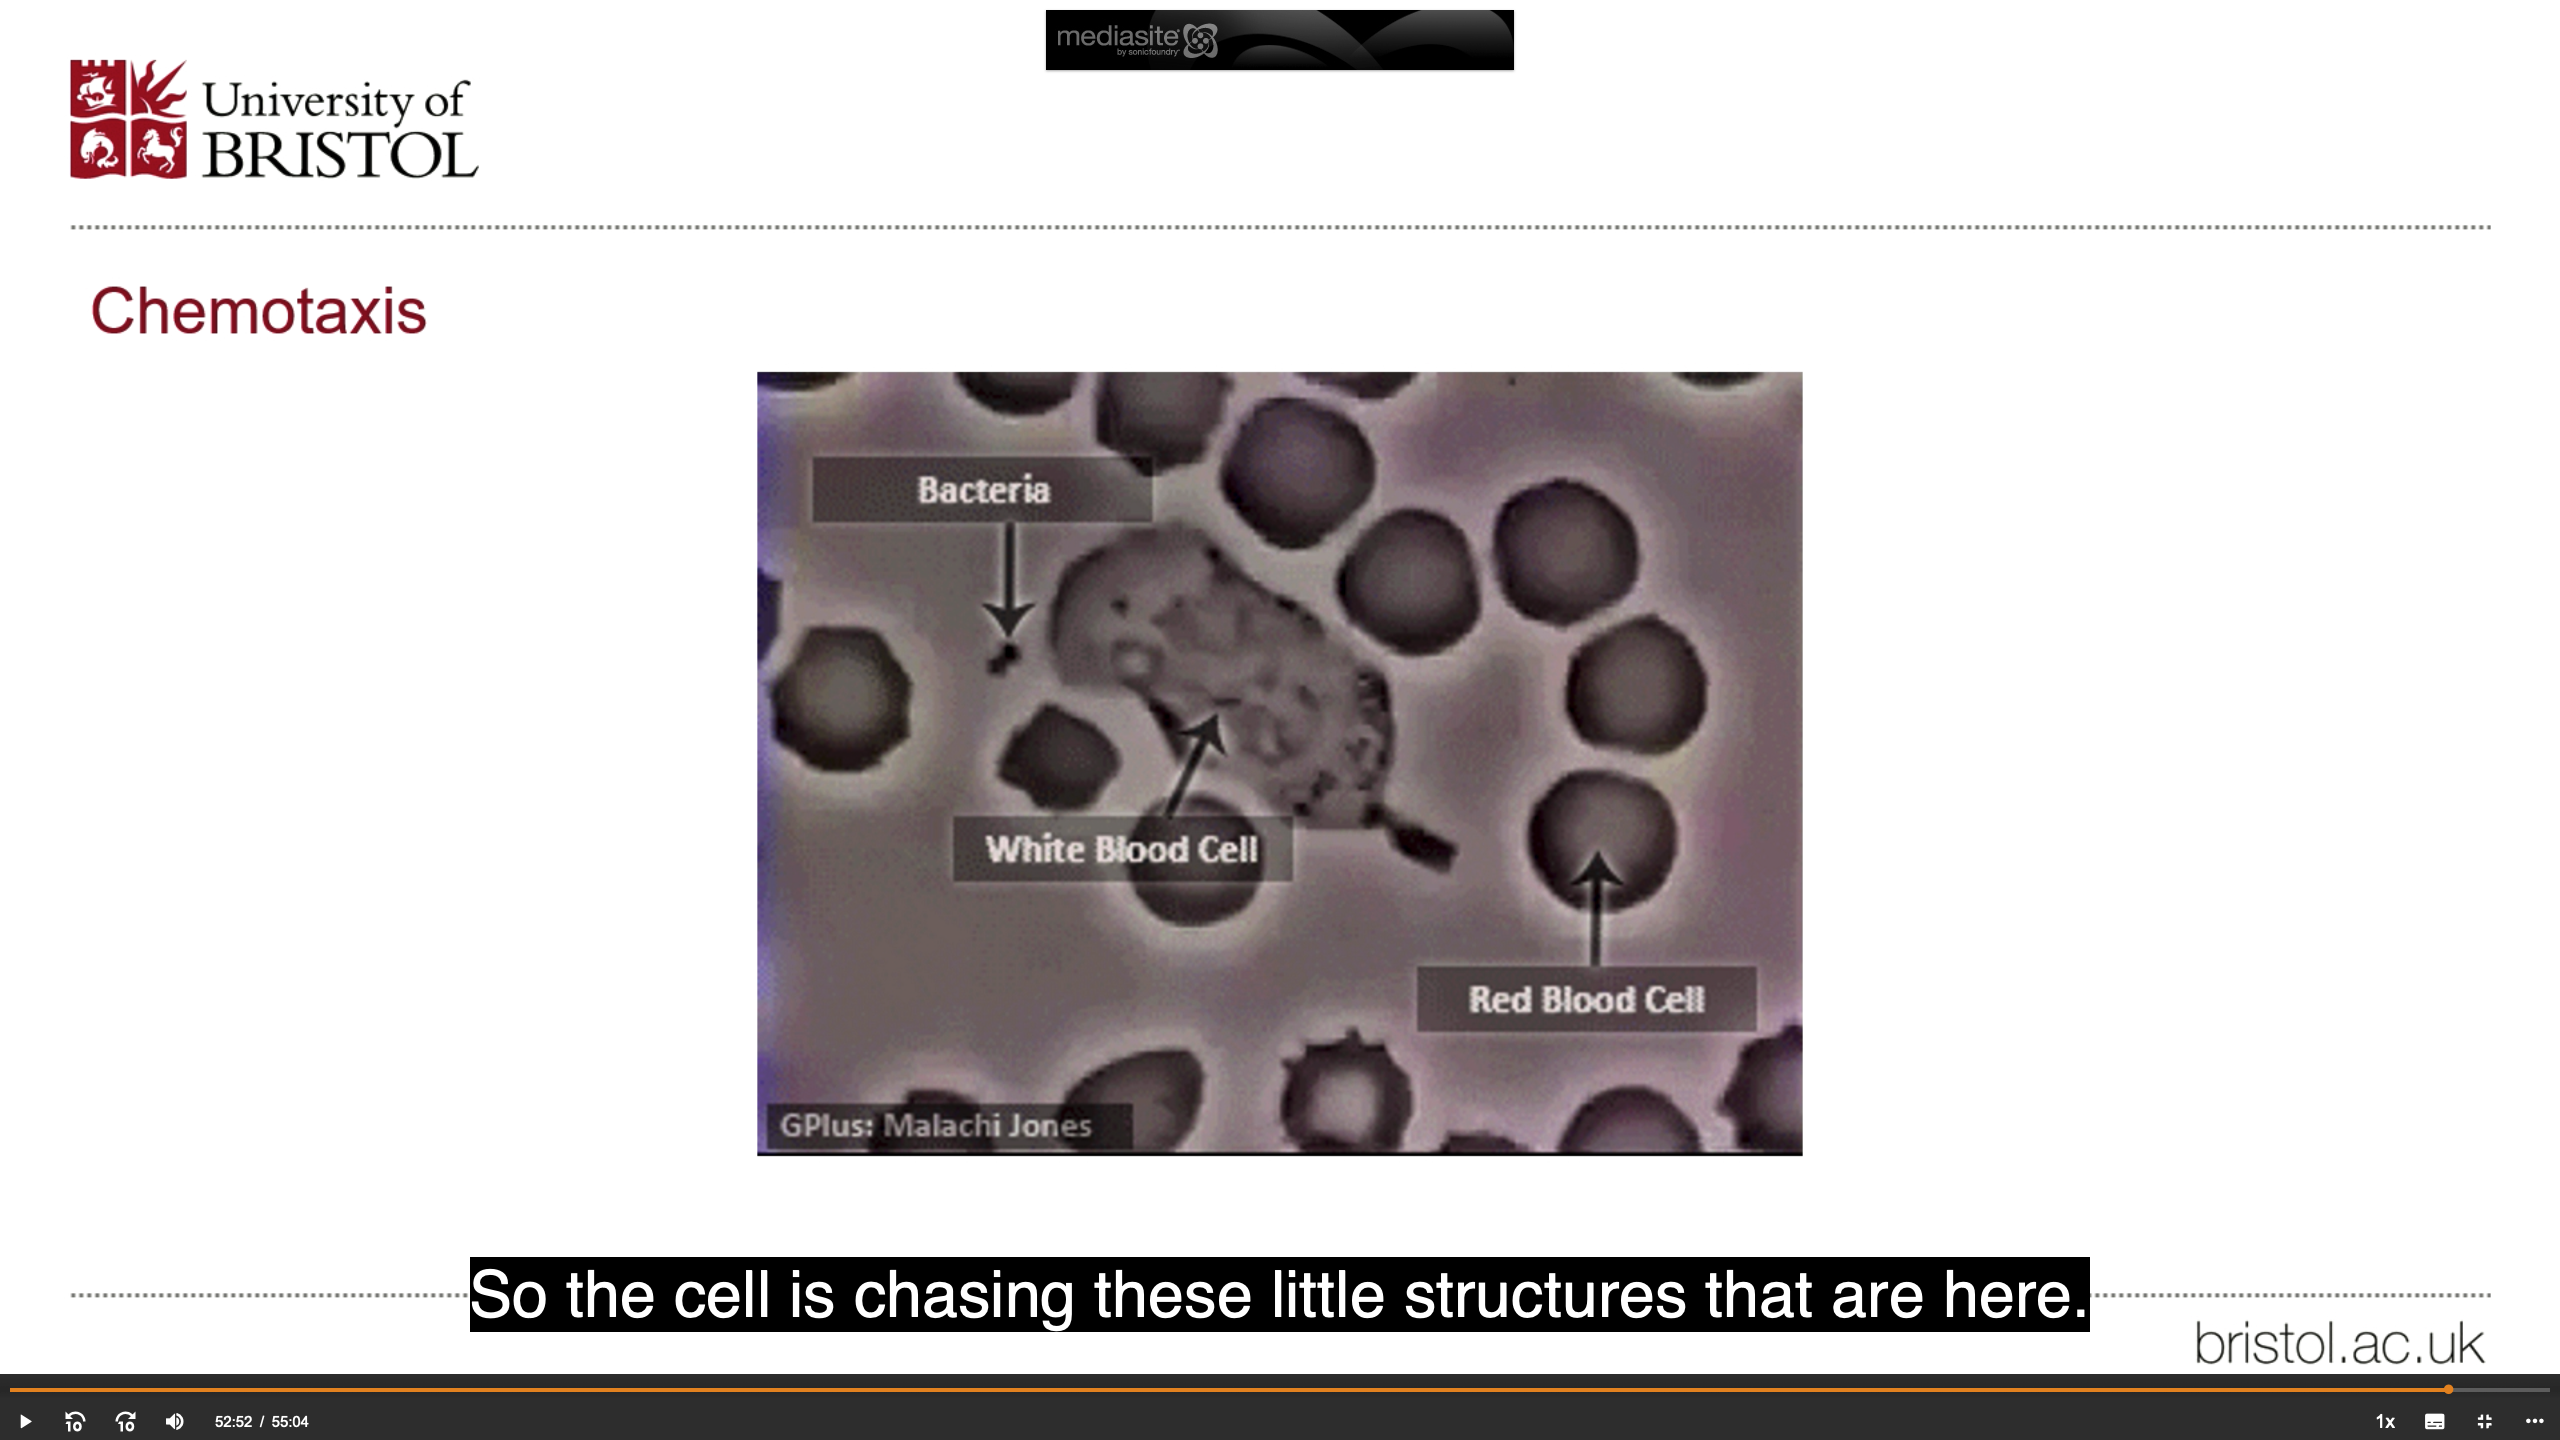 mediasite
by sonicfoundry
University of
BRISTOL
Chemotaxis
Bacteria
White Blood Cell
Red Blood Cell
GPlus: Malachi Jones
So the cell is chasing these little structures that are here.
bristol.ac.uk
10
10
52:52 / 55:04
1x